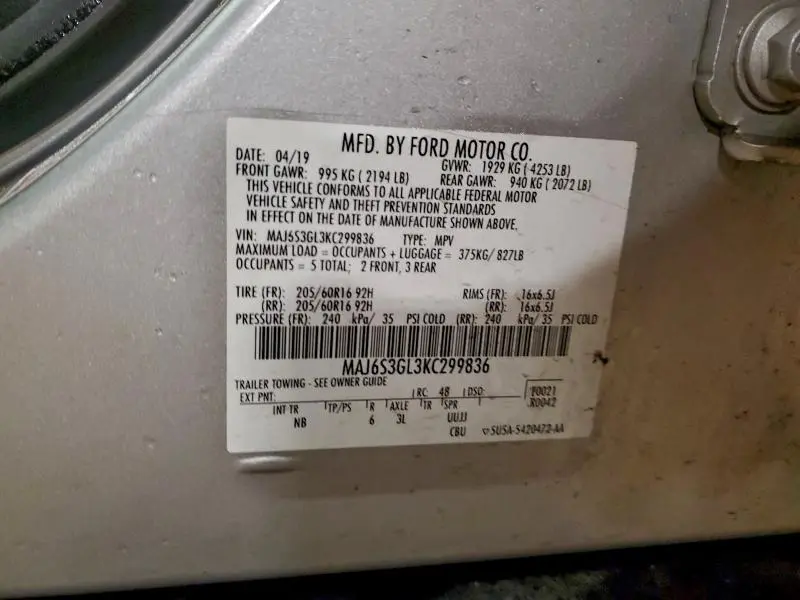 MFD. BY FORD MOTOR CO.
DATE: 04/19 GVWR: 1929 KG ( 4253 LB)
FRONT GAWR: 995 KG ( 2194 LB) REAR GAWR: 940 KG ( 2072 LB)
THIS VEHICLE CONFORMS TO ALL APPLICABLE FEDERAL MOTOR
VEHICLE SAFETY AND THEFT PREVENTION STANDARDS
IN EFFECT ON THE DATE OF MANUFACTURE SHOWN ABOVE.
VIN: MAJ6S3GL3KC299836 TYPE: MPV
MAXIMUM LOAD = OCCUPANTS + LUGGAGE = 375KG/ 827LB
OCCUPANTS = 5 TOTAL; 2 FRONT, 3 REAR
TIRE (FR): 205/60R16 92H RIMS (FR): 16x6.5J
(RR): 205/60R16 92H (RR): 16x6.5J
PRESSURE (FR): 240 kPa/ 35 PSI COLD (RR): 240 kPa/ 35 PSI COLD
MAJ6S3GL3KC299836
TRAILER TOWING - SEE OWNER GUIDE
EXT PNT: RC: 48 DSO: F0021
R0042
INT TR TP/PS R AXLE TR SPR
NB 6 3L UUJJ
CBU 5USA-5420472-AA